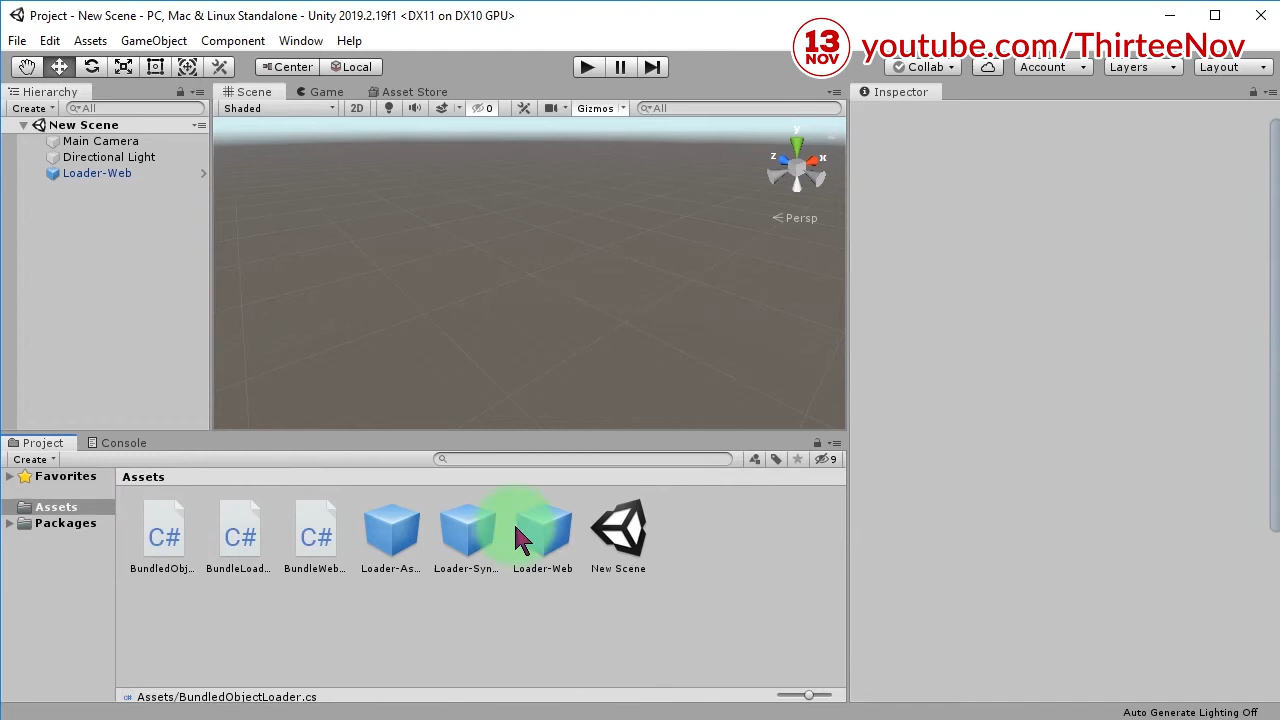 Project - New Scene - PC, Mac & Linux Standalone - Unity 2019.2.19f1 <DX11 on DX10 GPU>
File Edit Assets GameObject Component Window Help
13 NOV youtube.com/ThirteeNov
Center Local Collab Account Layers Layout
Hierarchy Scene Game Asset Store Inspector
Create All Shaded 2D 0 Gizmos All
New Scene
Main Camera
Directional Light
Loader-Web
y
z x
Persp
Project Console
Create 9
Favorites Assets
Assets
Packages
C# C# C#
BundledObj... BundleLoad... BundleWeb... Loader-As... Loader-Syn... Loader-Web New Scene
Assets/BundledObjectLoader.cs
Auto Generate Lighting Off